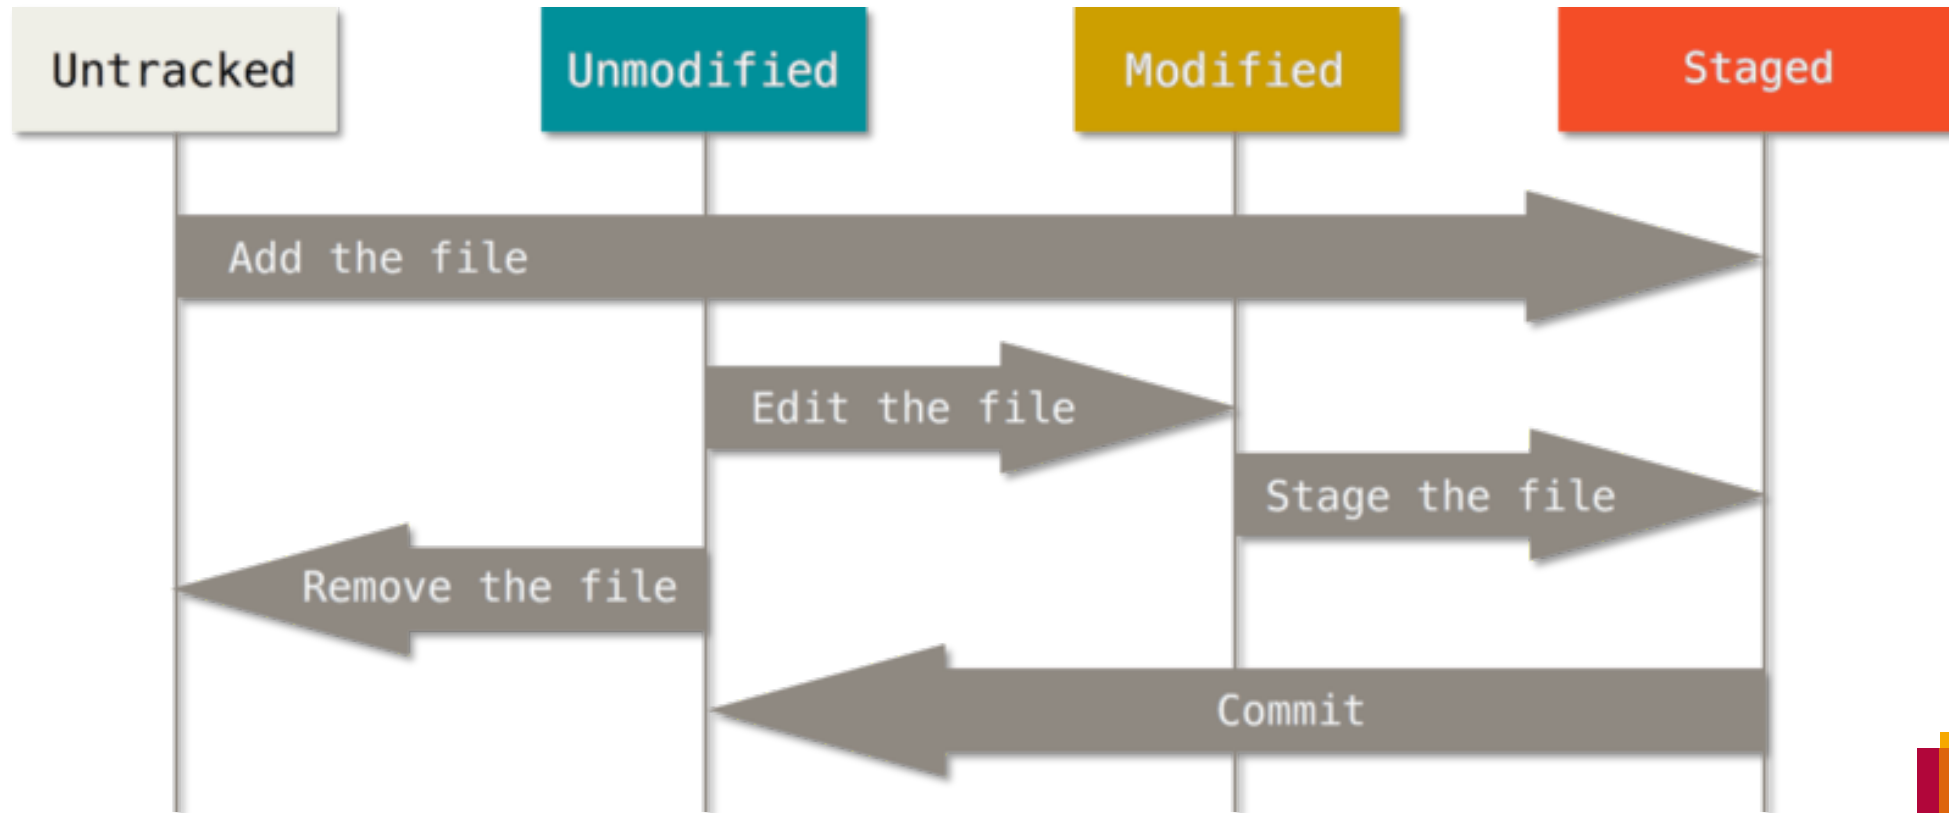 Untracked
Unmodified
Modified
Staged
Add the file
Edit the file
Stage the file
Remove the file
Commit